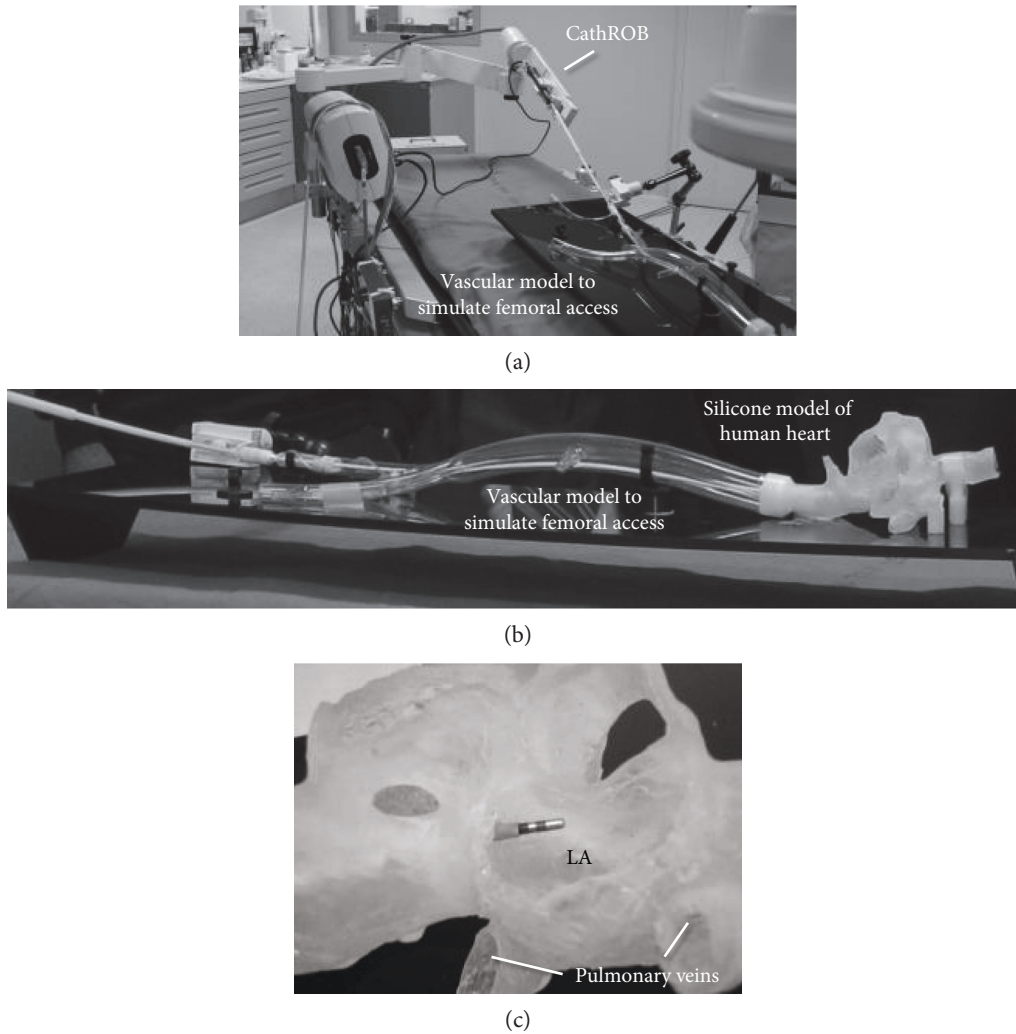 CathROB
Vascular model to
simulate femoral access
(a)
Silicone model of
human heart
Vascular model to
simulate femoral access
(b)
LA
Pulmonary veins
(c)